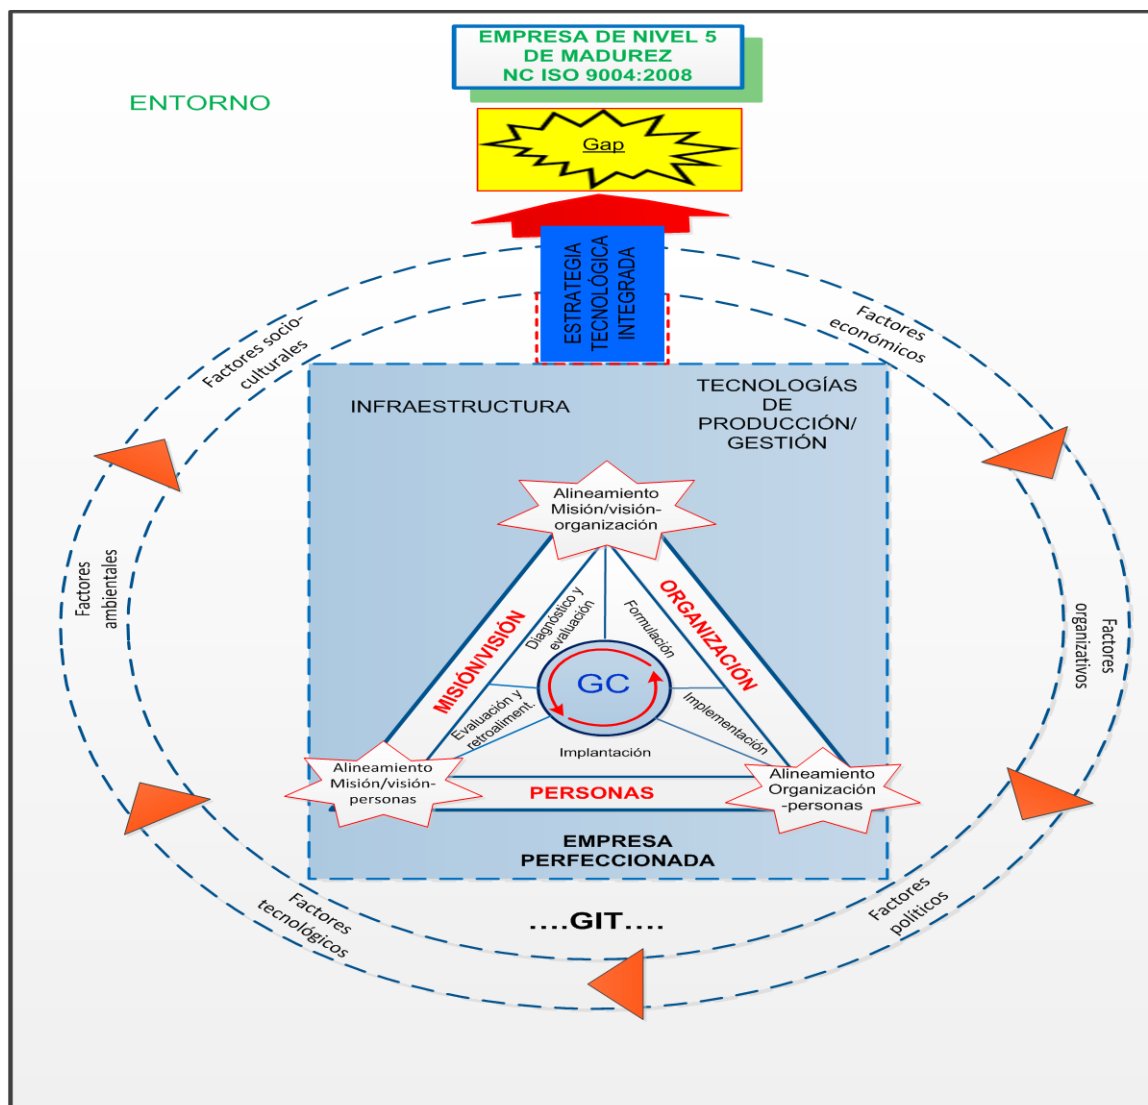 EMPRESA DE NIVEL 5
DE MADUREZ
NC ISO 9004:2008
ENTORNO
Gap
ESTRATEGIA
TECNOLÓGICA
INTEGRADA
Factores socio-
culturales
Factores
económicos
INFRAESTRUCTURA
TECNOLOGÍAS
DE
PRODUCCIÓN/
GESTIÓN
Alineamiento
Misión/visión-
organización
Factores
ambientales
Factores
organizativos
MISIÓN/VISIÓN
Diagnóstico y
evaluación
Formulación
ORGANIZACIÓN
GC
Evaluación y
retroaliment.
Implementación
Implantación
Alineamiento
Misión/visión-
personas
PERSONAS
Alineamiento
Organización
-personas
EMPRESA
PERFECCIONADA
Factores
tecnológicos
....GIT....
Factores
políticos